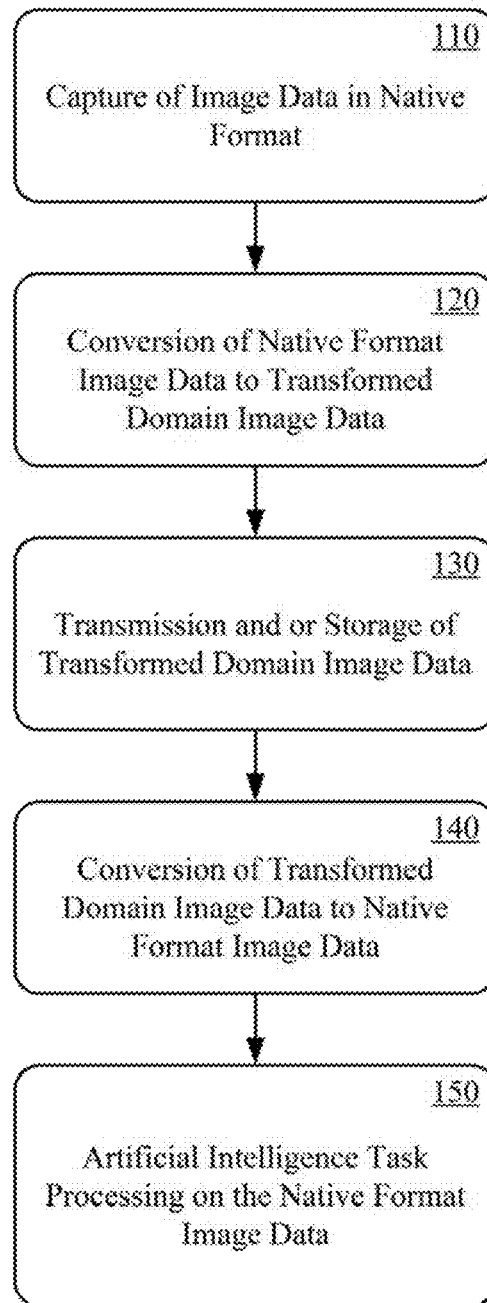 110
Capture of Image Data in Native
Format
120
Conversion of Native Format
Image Data to Transformed
Domain Image Data
130
Transmission and or Storage of
Transformed Domain Image Data
140
Conversion of Transformed
Domain Image Data to Native
Format Image Data
150
Artificial Intelligence Task
Processing on the Native Format
Image Data